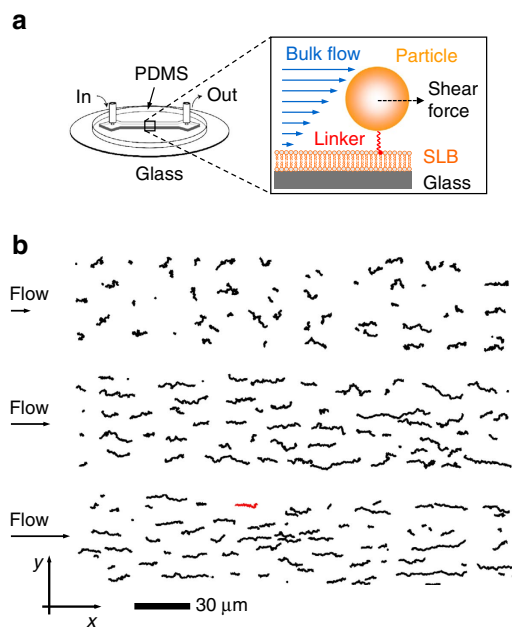 a
PDMS
In
Out
Glass
Bulk flow
Particle
Shear
force
Linker
SLB
Glass
b
Flow
Flow
Flow
y
x
30 μm